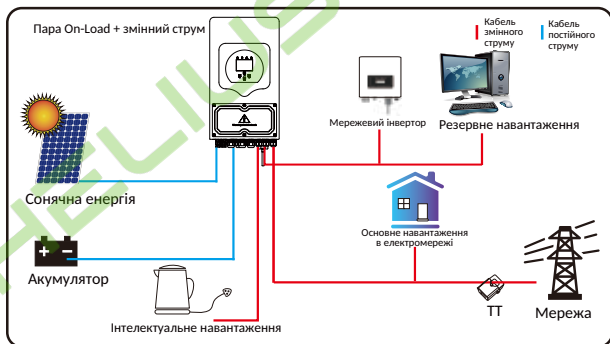 Пара On-Load + змінний струм
Кабель
змінного
струму
Кабель
постійного
струму
Мережевий інвертор
Резервне навантаження
Сонячна енергія
Основне навантаження
в електромережі
Акумулятор
Інтелектуальне навантаження
ТТ
Мережа
HELIUS